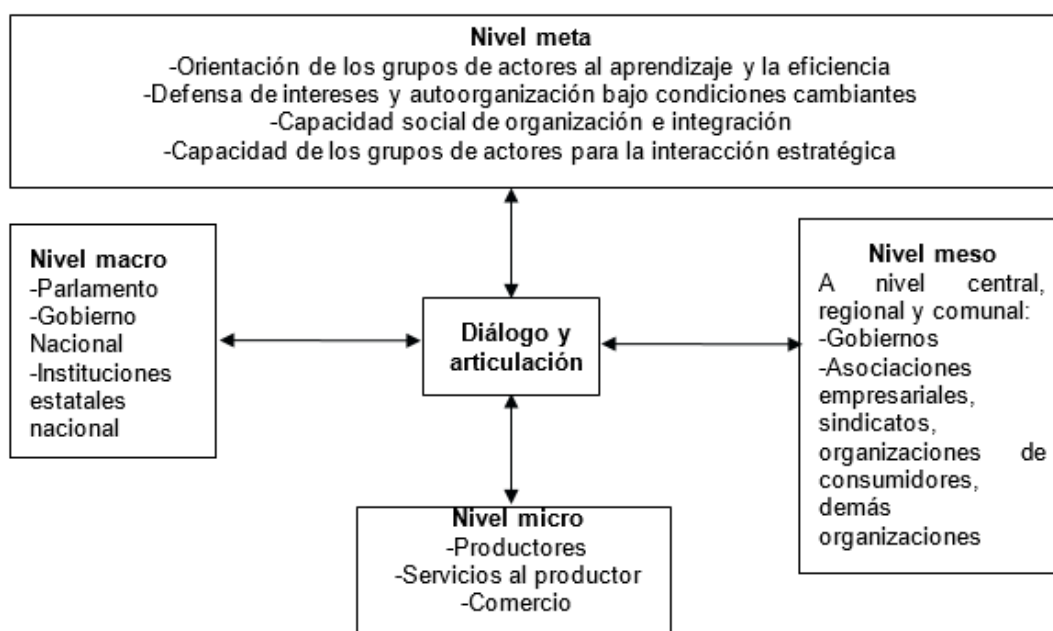 Nivel meta
-Orientación de los grupos de actores al aprendizaje y la eficiencia
-Defensa de intereses y autoorganización bajo condiciones cambiantes
-Capacidad social de organización e integración
-Capacidad de los grupos de actores para la interacción estratégica
Nivel macro
-Parlamento
-Gobierno
Nacional
-Instituciones
estatales
nacional
Diálogo y
articulación
Nivel meso
A nivel central,
regional y comunal:
-Gobiernos
-Asociaciones
empresariales,
sindicatos,
organizaciones de
consumidores,
demás
organizaciones
Nivel micro
-Productores
-Servicios al productor
-Comercio